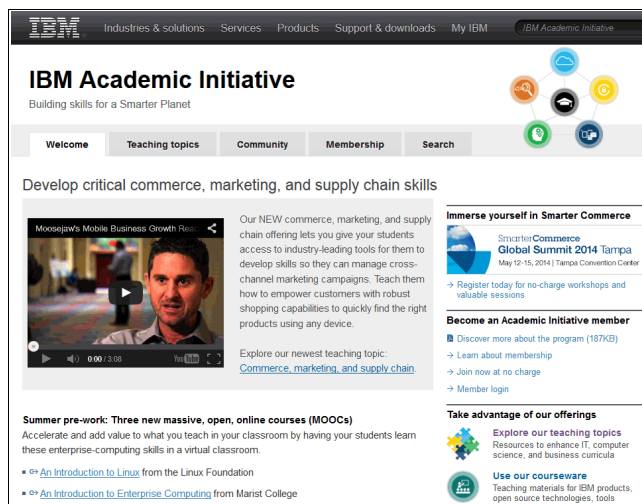 IBM
Industries & solutions Services Products Support & downloads My IBM IBM Academic Initiative
IBM Academic Initiative
Building skills for a Smarter Planet
Welcome Teaching topics Community Membership Search
Develop critical commerce, marketing, and supply chain skills
Moosejaw's Mobile Business Growth Rea
0:00 / 3:08 YouTube
Our NEW commerce, marketing, and supply
chain offering lets you give your students
access to industry-leading tools for them to
develop skills so they can manage cross-
channel marketing campaigns. Teach them
how to empower customers with robust
shopping capabilities to quickly find the right
products using any device.
Explore our newest teaching topic:
Commerce, marketing, and supply chain.
Summer pre-work: Three new massive, open, online courses (MOOCs)
Accelerate and add value to what you teach in your classroom by having your students learn
these enterprise-computing skills in a virtual classroom.
An Introduction to Linux from the Linux Foundation
An Introduction to Enterprise Computing from Marist College
Immerse yourself in Smarter Commerce
SmarterCommerce
Global Summit 2014 Tampa
May 12-15, 2014 | Tampa Convention Center
Register today for no-charge workshops and
valuable sessions
Become an Academic Initiative member
Discover more about the program (187KB)
Learn about membership
Join now at no charge
Member login
Take advantage of our offerings
Explore our teaching topics
Resources to enhance IT, computer
science, and business curricula
Use our courseware
Teaching materials for IBM products,
open source technologies, tools